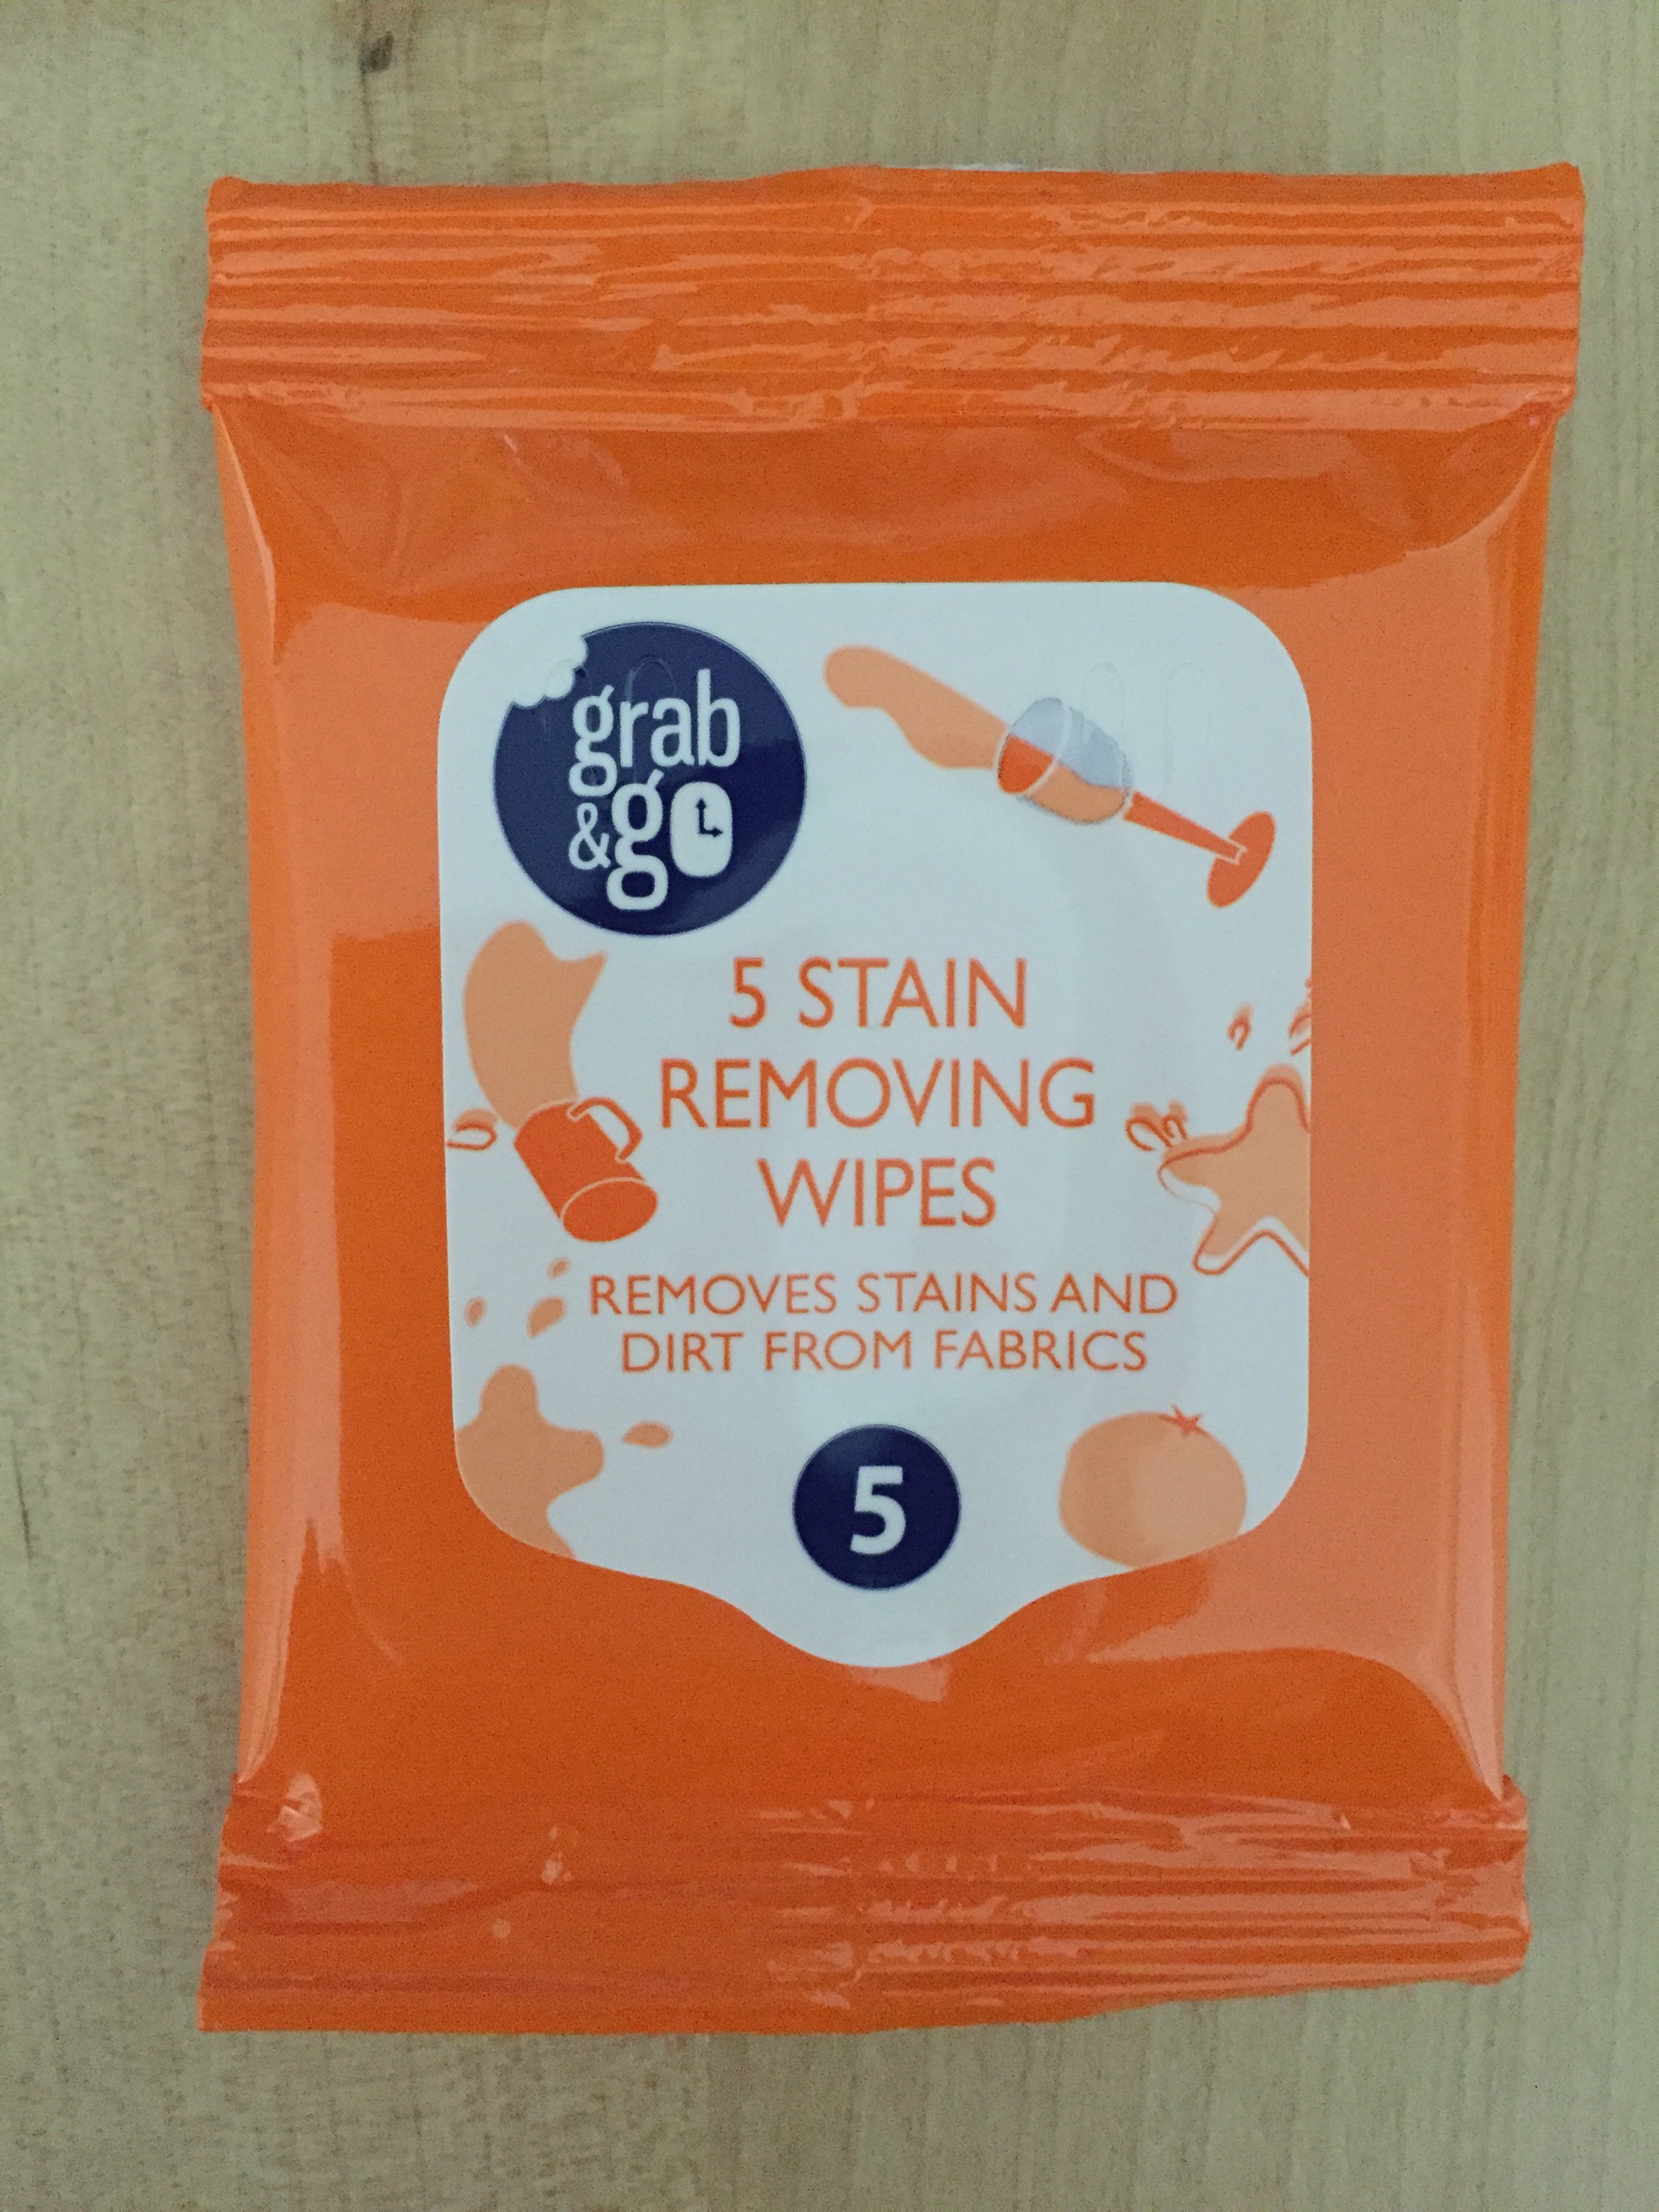 grab
&go
5 STAIN
REMOVING
WIPES
REMOVES STAINS AND
DIRT FROM FABRICS
5